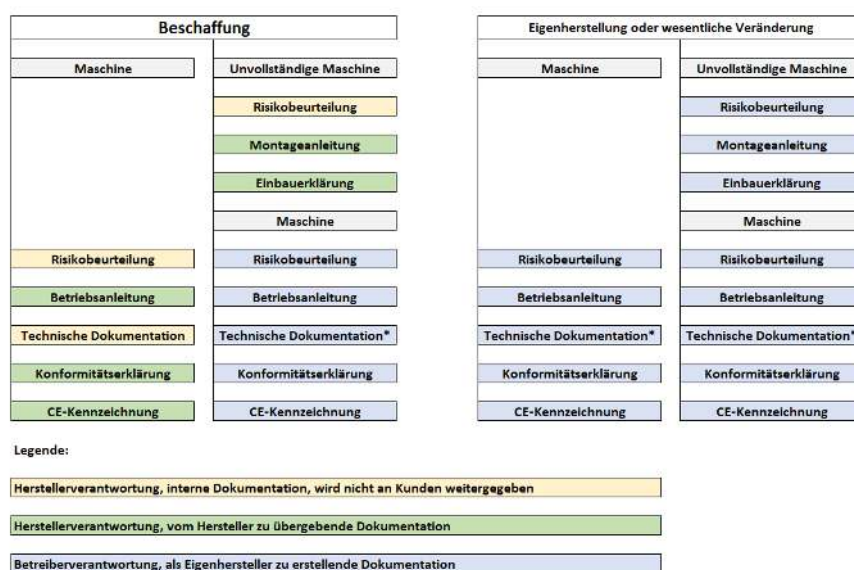 Beschaffung
Eigenherstellung oder wesentliche Veränderung
Maschine
Unvollständige Maschine
Maschine
Unvollständige Maschine
Risikobeurteilung
Risikobeurteilung
Montageanleitung
Montageanleitung
Einbauerklärung
Einbauerklärung
Maschine
Maschine
Risikobeurteilung
Risikobeurteilung
Risikobeurteilung
Risikobeurteilung
Betriebsanleitung
Betriebsanleitung
Betriebsanleitung
Betriebsanleitung
Technische Dokumentation
Technische Dokumentation*
Technische Dokumentation*
Technische Dokumentation*
Konformitätserklärung
Konformitätserklärung
Konformitätserklärung
Konformitätserklärung
CE-Kennzeichnung
CE-Kennzeichnung
CE-Kennzeichnung
CE-Kennzeichnung
Legende:
Herstellerverantwortung, interne Dokumentation, wird nicht an Kunden weitergegeben
Herstellerverantwortung, vom Hersteller zu übergebende Dokumentation
Betreiberverantwortung, als Eigenhersteller zu erstellende Dokumentation